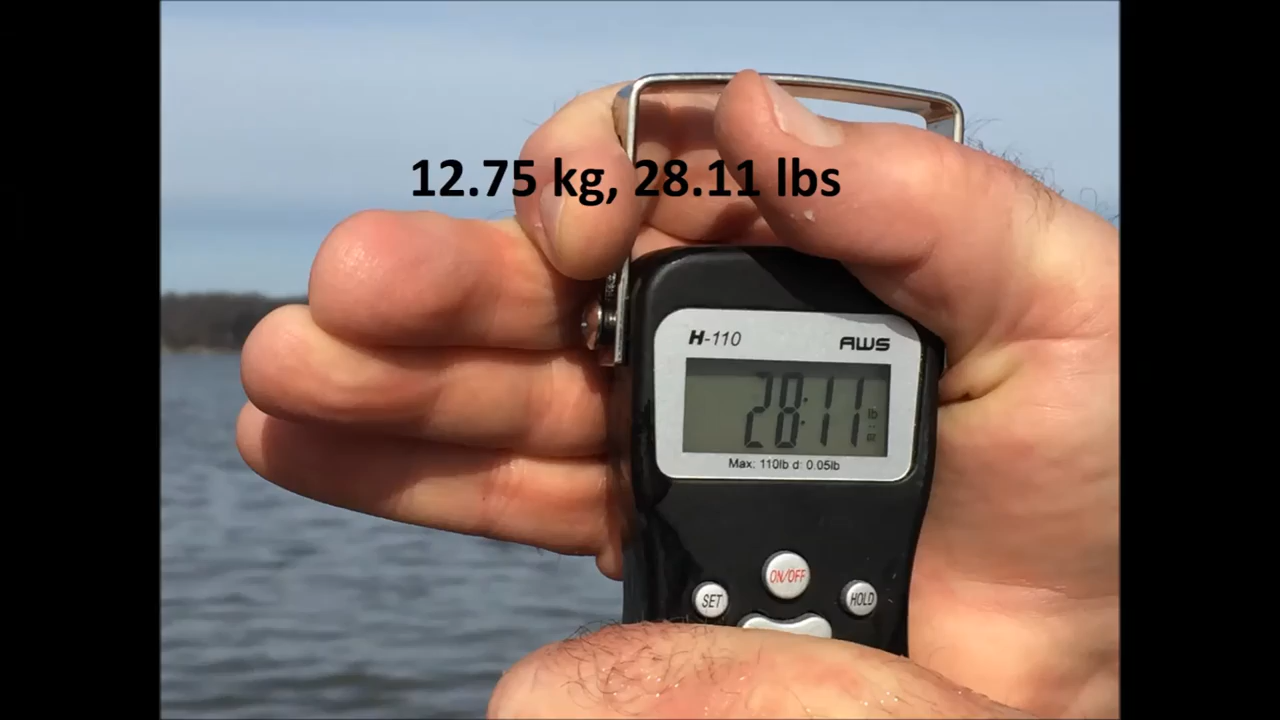 12.75 kg, 28.11 lbs
H-110 AWS
28:11 lb
Max: 110lb d: 0.05lb
ON/OFF
SET HOLD